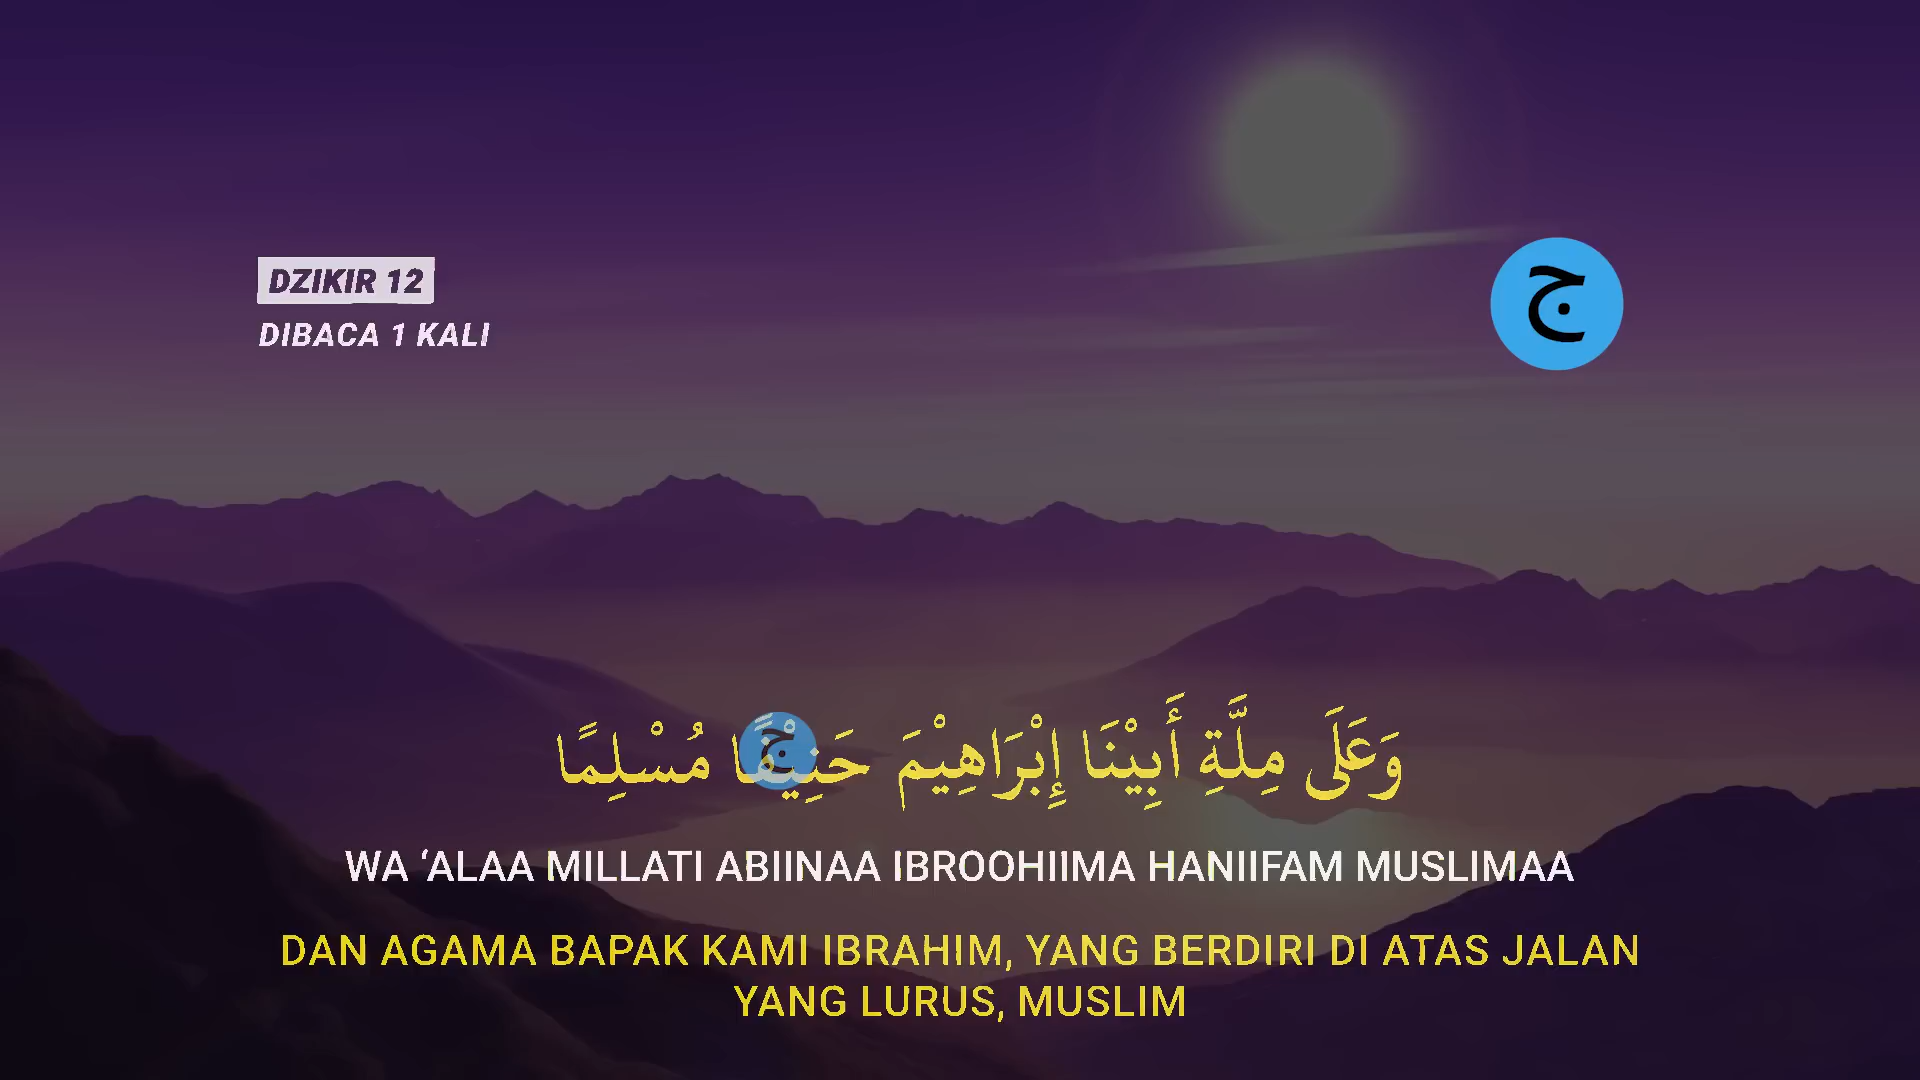 DZIKIR 12
DIBACA 1 KALI
ج
وَعَلَى مِلَّةِ أَبِيْنَا إِبْرَاهِيْمَ حَنِيْفًا مُسْلِمًا
ج
WA ‘ALAA MILLATI ABIINAA IBROOHIIMA HANIIFAM MUSLIMAA
DAN AGAMA BAPAK KAMI IBRAHIM, YANG BERDIRI DI ATAS JALAN
YANG LURUS, MUSLIM